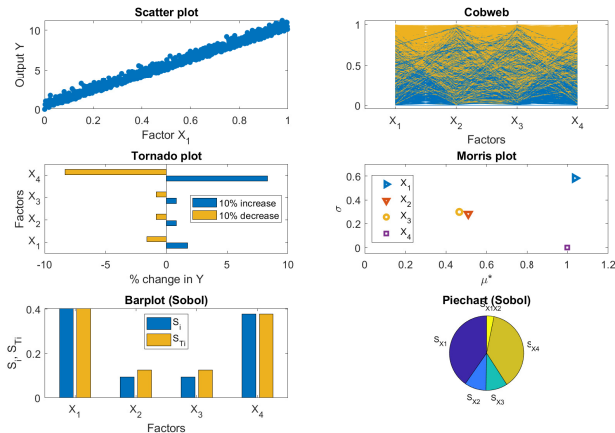 Scatter plot
Output Y
10
5
0
0 0.2 0.4 0.6 0.8 1
Factor X1
Cobweb
1
0.5
0
X1 X2 X3 X4
Factors
Tornado plot
Factors
X4
X3
X2
X1
10% increase
10% decrease
-10 -5 0 5 10
% change in Y
Morris plot
σ
0.6
0.4
0.2
0
X1
X2
X3
X4
0 0.2 0.4 0.6 0.8 1 1.2
μ*
Barplot (Sobol)
Si, STi
0.4
0.2
0
Si
STi
X1 X2 X3 X4
Factors
Piechart (Sobol)
SX1X2
SX1
SX4
SX2
SX3